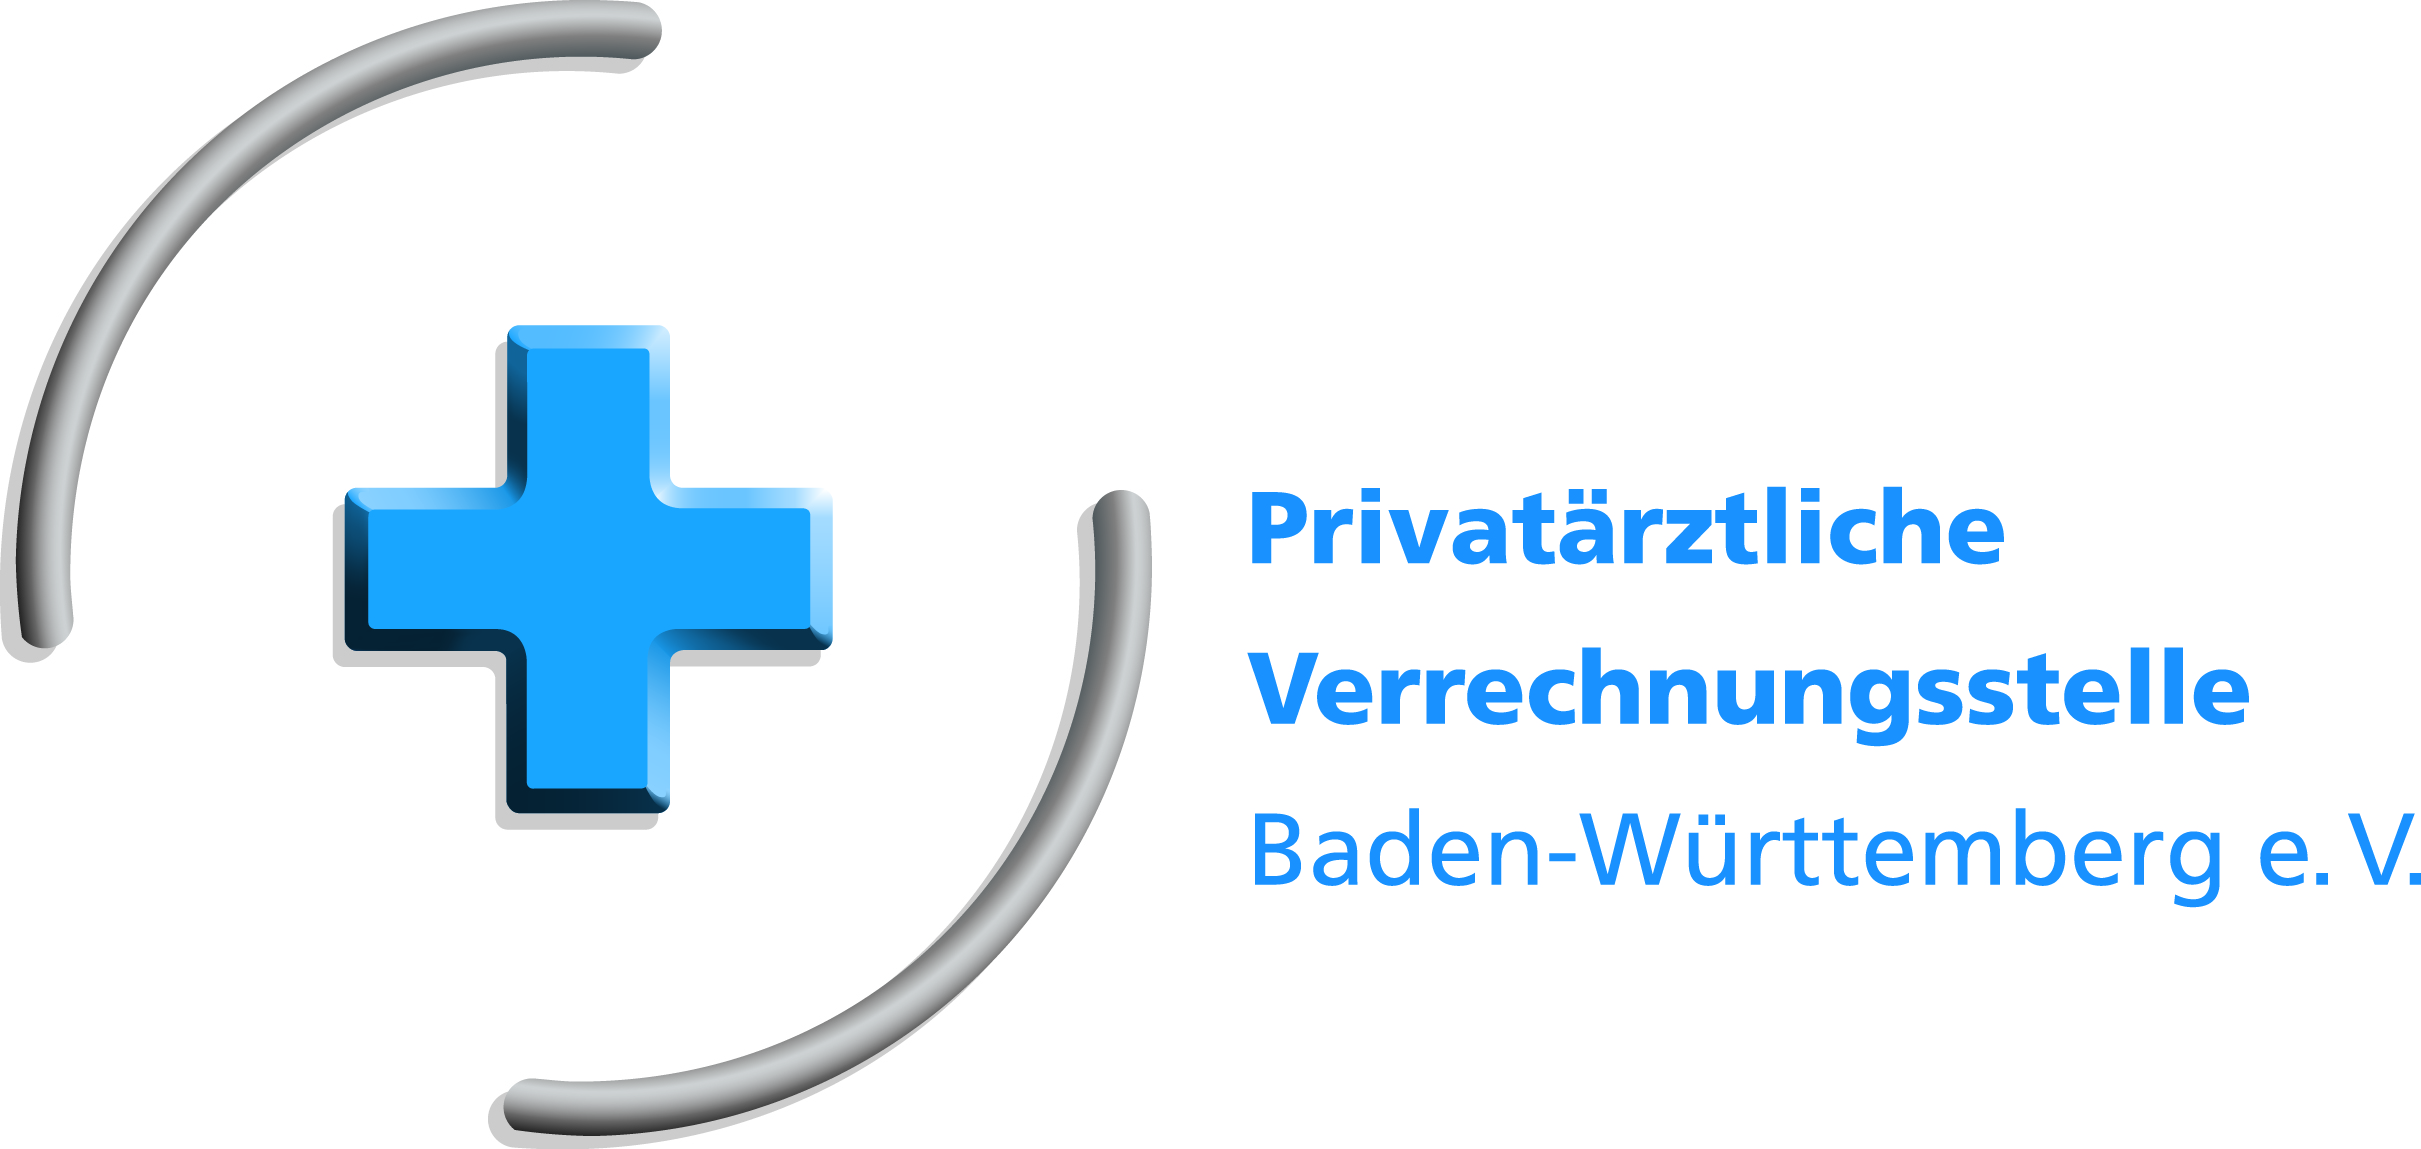 Privatärztliche
Verrechnungsstelle
Baden-Württemberg e. V.